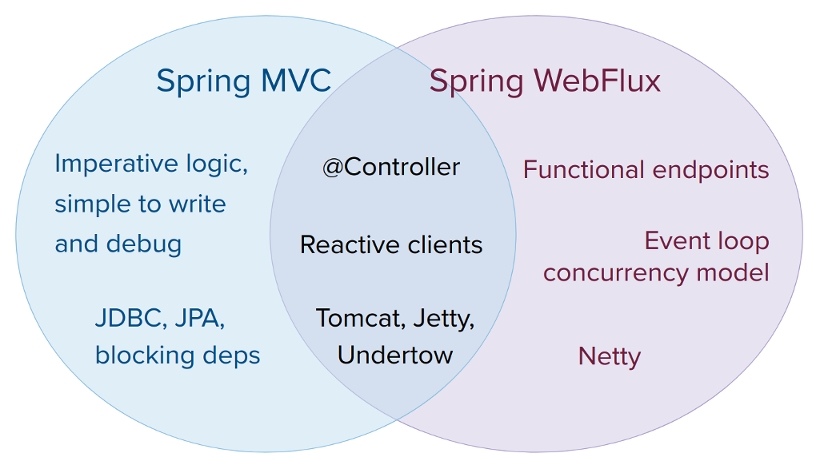 Spring MVC
Spring WebFlux
Imperative logic,
simple to write
and debug
JDBC, JPA,
blocking deps
@Controller
Reactive clients
Tomcat, Jetty,
Undertow
Functional endpoints
Event loop
concurrency model
Netty